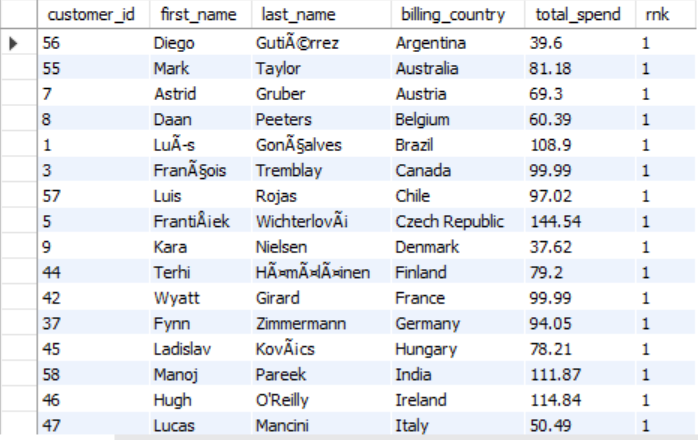 customer_id first_name last_name billing_country total_spend rnk
56 Diego GutiÃ©rrez Argentina 39.6 1
55 Mark Taylor Australia 81.18 1
7 Astrid Gruber Austria 69.3 1
8 Daan Peeters Belgium 60.39 1
1 LuÃ-s GonÃ§alves Brazil 108.9 1
3 FranÃ§ois Tremblay Canada 99.99 1
57 Luis Rojas Chile 97.02 1
5 FrantiÅiek WichterlovÃi Czech Republic 144.54 1
9 Kara Nielsen Denmark 37.62 1
44 Terhi HÃ¤mÃ¤lÃ¤inen Finland 79.2 1
42 Wyatt Girard France 99.99 1
37 Fynn Zimmermann Germany 94.05 1
45 Ladislav KovÃics Hungary 78.21 1
58 Manoj Pareek India 111.87 1
46 Hugh O'Reilly Ireland 114.84 1
47 Lucas Mancini Italy 50.49 1